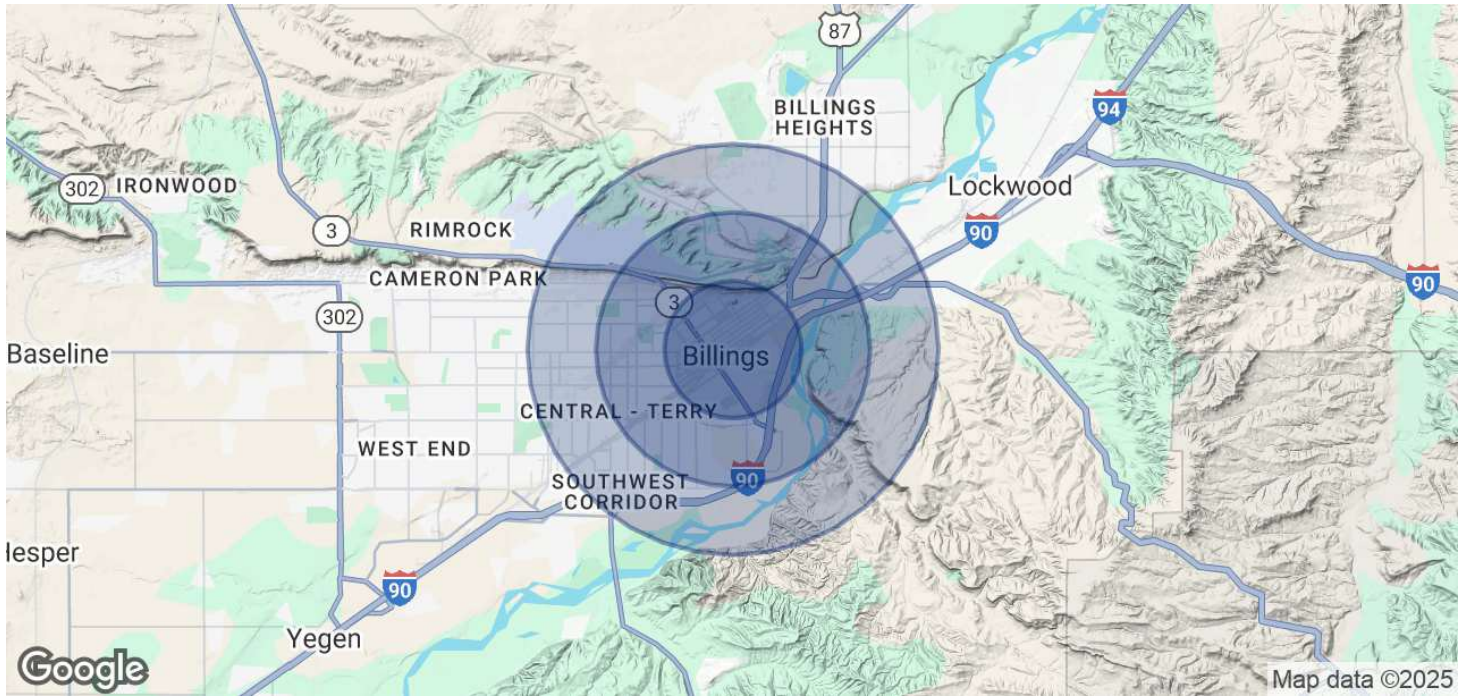 87
BILLINGS
HEIGHTS
94
302
IRONWOOD
Lockwood
3
RIMROCK
90
CAMERON PARK
90
3
302
Baseline
Billings
CENTRAL - TERRY
WEST END
90
SOUTHWEST
CORRIDOR
Hesper
90
Yegen
Google
Map data ©2025